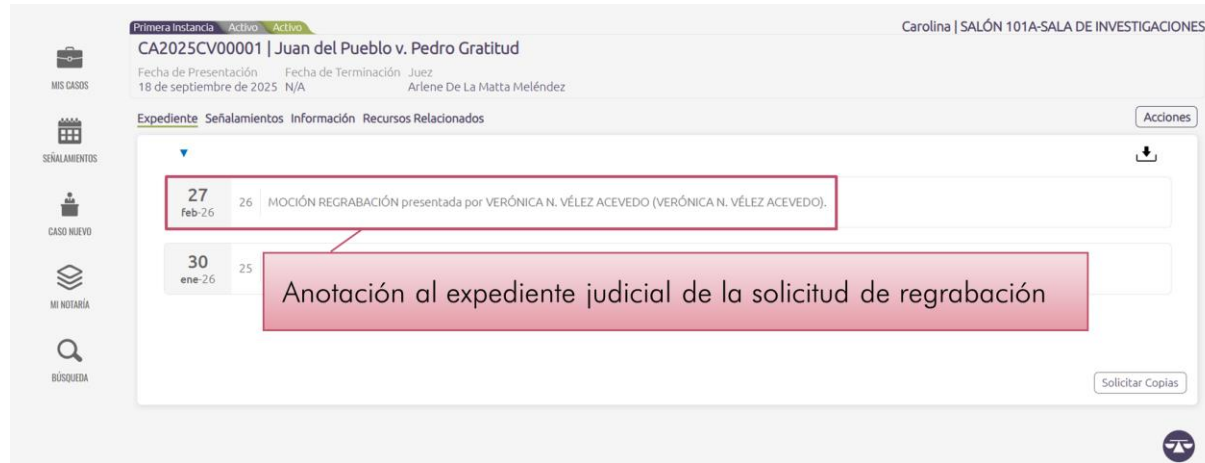 Primera Instancia Activo Activo
Carolina | SALÓN 101A-SALA DE INVESTIGACIONES
CA2025CV00001 | Juan del Pueblo v. Pedro Gratitud
Fecha de Presentación Fecha de Terminación Juez
18 de septiembre de 2025 N/A Arlene De La Matta Meléndez
MIS CASOS
Expediente Señalamientos Información Recursos Relacionados
Acciones
SEÑALAMIENTOS
27
feb-26
26 MOCIÓN REGRABACIÓN presentada por VERÓNICA N. VÉLEZ ACEVEDO (VERÓNICA N. VÉLEZ ACEVEDO).
CASO NUEVO
30
ene-26
25
Anotación al expediente judicial de la solicitud de regrabación
MI NOTARÍA
BÚSQUEDA
Solicitar Copias